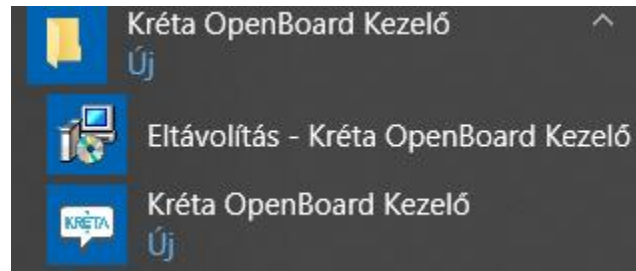 Kréta OpenBoard Kezelő
Új
Eltávolítás - Kréta OpenBoard Kezelő
KRÉTA
Kréta OpenBoard Kezelő
Új